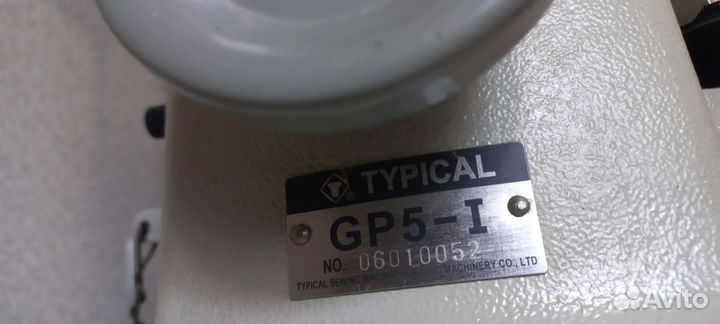 TYPICAL
GP5-I
NO. 06010052
TYPICAL SEWING MACHINERY CO., LTD
Avito